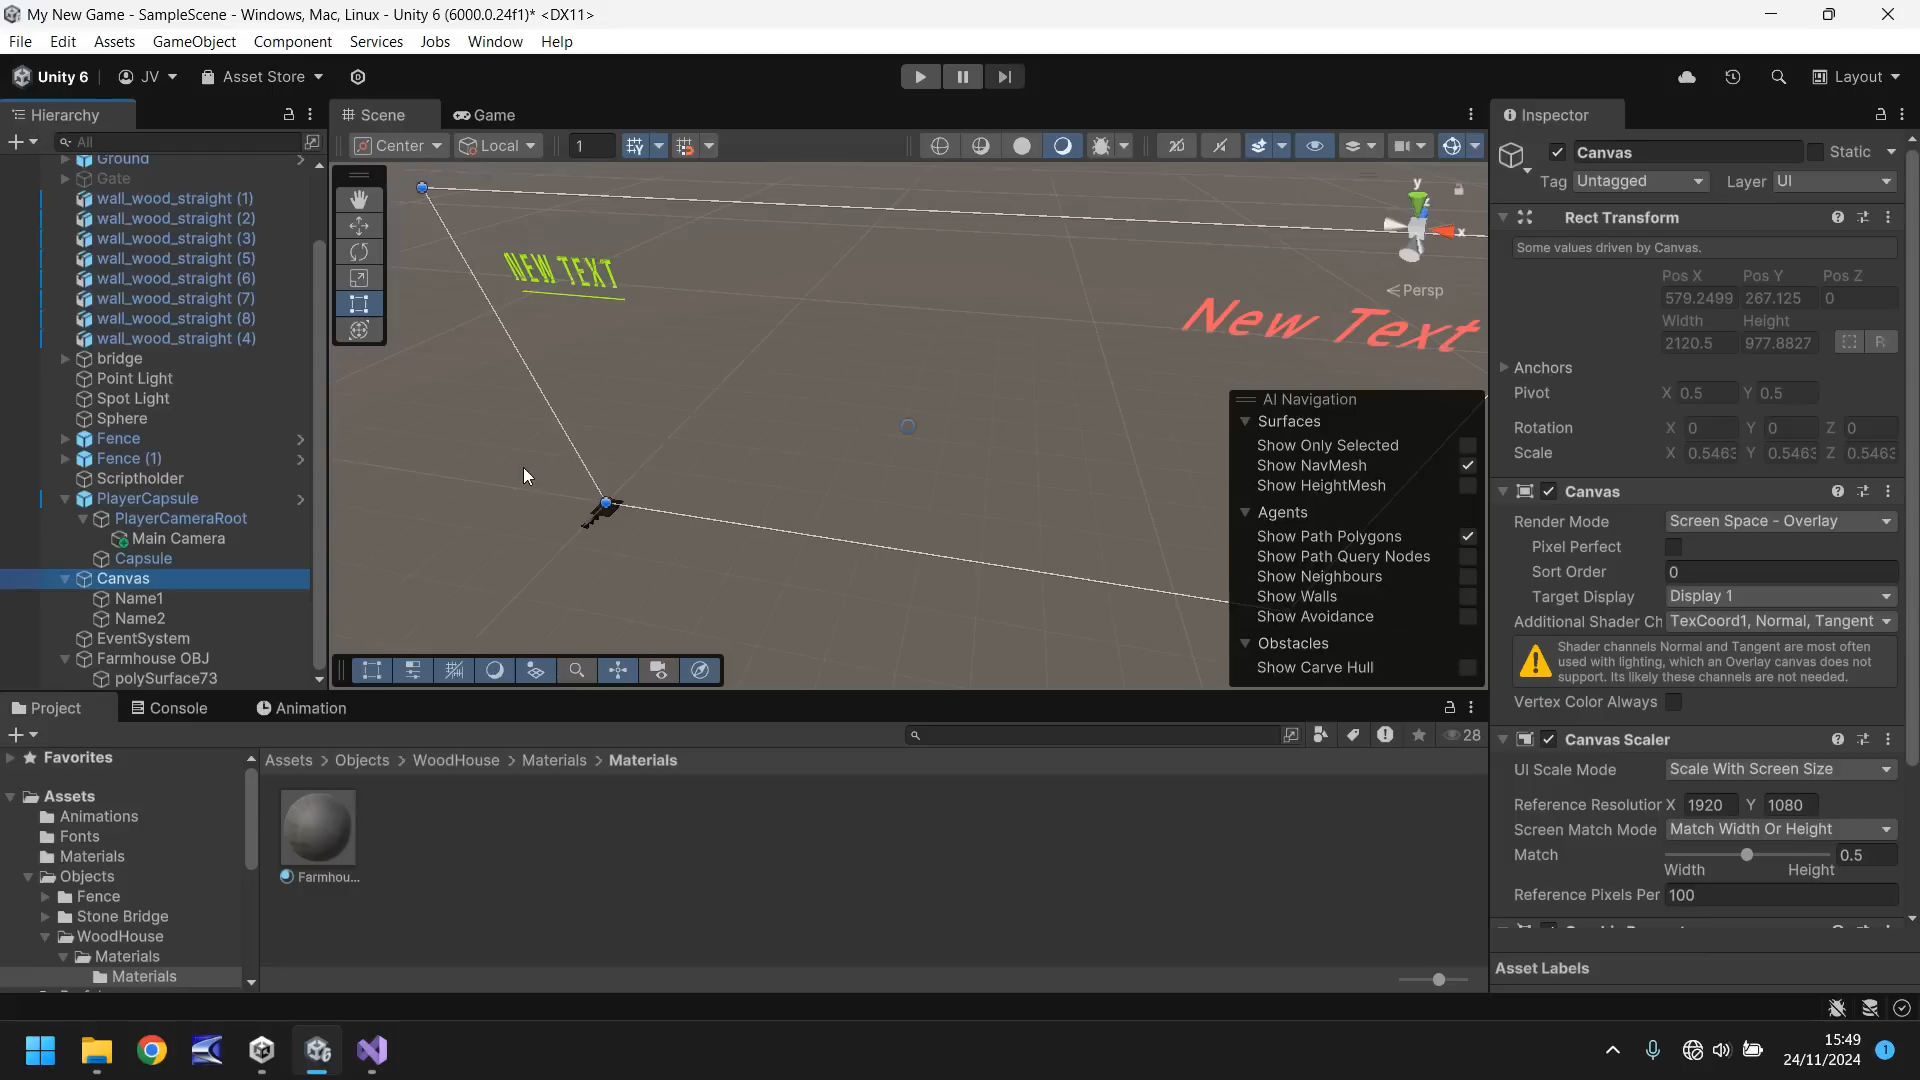 My New Game - SampleScene - Windows, Mac, Linux - Unity 6 (6000.0.24f1)* <DX11>
File Edit Assets GameObject Component Services Jobs Window Help
Unity 6 JV Asset Store Layout
Hierarchy
All
Ground
Gate
wall_wood_straight (1)
wall_wood_straight (2)
wall_wood_straight (3)
wall_wood_straight (5)
wall_wood_straight (6)
wall_wood_straight (7)
wall_wood_straight (8)
wall_wood_straight (4)
bridge
Point Light
Spot Light
Sphere
Fence
Fence (1)
Scriptholder
PlayerCapsule
PlayerCameraRoot
Main Camera
Capsule
Canvas
Name1
Name2
EventSystem
Farmhouse OBJ
polySurface73
Scene Game
Center Local 1
NEW TEXT
New Text
y
z
x
Persp
AI Navigation
Surfaces
Show Only Selected
Show NavMesh
Show HeightMesh
Agents
Show Path Polygons
Show Path Query Nodes
Show Neighbours
Show Walls
Show Avoidance
Obstacles
Show Carve Hull
Inspector
Canvas Static
Tag Untagged Layer UI
Rect Transform
Some values driven by Canvas.
Pos X Pos Y Pos Z
579.2499 267.125 0
Width Height
2120.5 977.8827 R
Anchors
Pivot X 0.5 Y 0.5
Rotation X 0 Y 0 Z 0
Scale X 0.5463 Y 0.5463 Z 0.5463
Canvas
Render Mode Screen Space - Overlay
Pixel Perfect
Sort Order 0
Target Display Display 1
Additional Shader Ch TexCoord1, Normal, Tangent
Shader channels Normal and Tangent are most often
used with lighting, which an Overlay canvas does not
support. Its likely these channels are not needed.
Vertex Color Always
Canvas Scaler
UI Scale Mode Scale With Screen Size
Reference Resolution X 1920 Y 1080
Screen Match Mode Match Width Or Height
Match 0.5
Width Height
Reference Pixels Per 100
Asset Labels
Project Console Animation
28
Favorites
Assets
Animations
Fonts
Materials
Objects
Fence
Stone Bridge
WoodHouse
Materials
Materials
Assets > Objects > WoodHouse > Materials > Materials
Farmhou...
15:49
24/11/2024
1